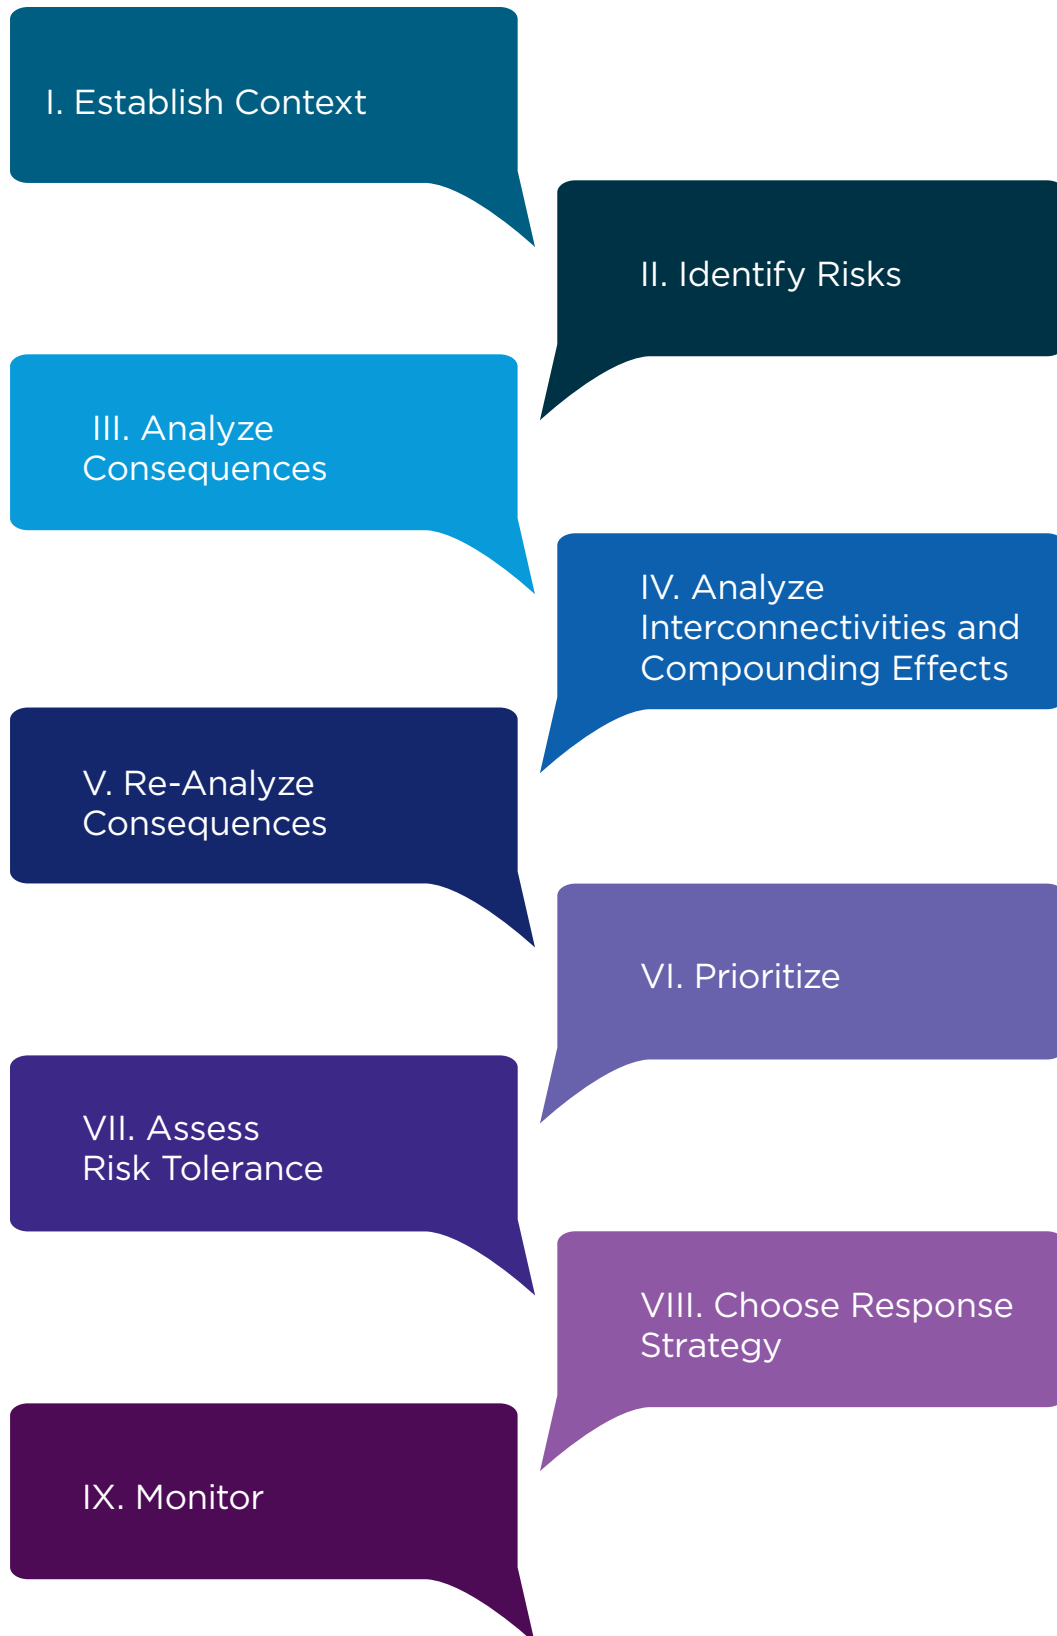 I. Establish Context
II. Identify Risks
III. Analyze
Consequences
IV. Analyze
Interconnectivities and
Compounding Effects
V. Re-Analyze
Consequences
VI. Prioritize
VII. Assess
Risk Tolerance
VIII. Choose Response
Strategy
IX. Monitor